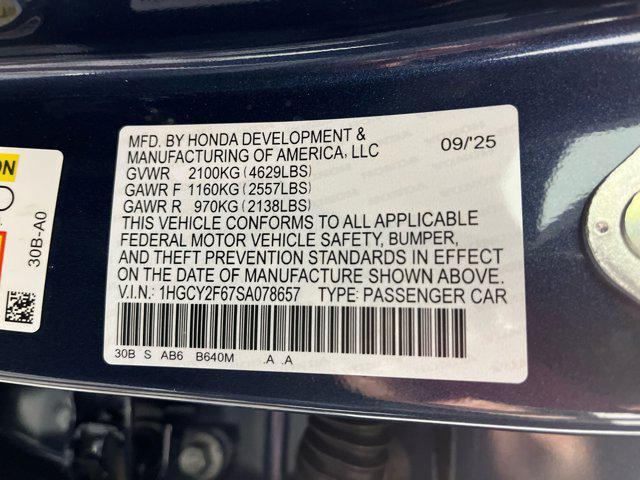 MFD. BY HONDA DEVELOPMENT &
MANUFACTURING OF AMERICA, LLC
09/'25
GVWR 2100KG (4629LBS)
GAWR F 1160KG (2557LBS)
GAWR R 970KG (2138LBS)
THIS VEHICLE CONFORMS TO ALL APPLICABLE
FEDERAL MOTOR VEHICLE SAFETY, BUMPER,
AND THEFT PREVENTION STANDARDS IN EFFECT
ON THE DATE OF MANUFACTURE SHOWN ABOVE.
V.I.N.: 1HGCY2F67SA078657 TYPE: PASSENGER CAR
30B S AB6 B640M .A .A
30B-A0